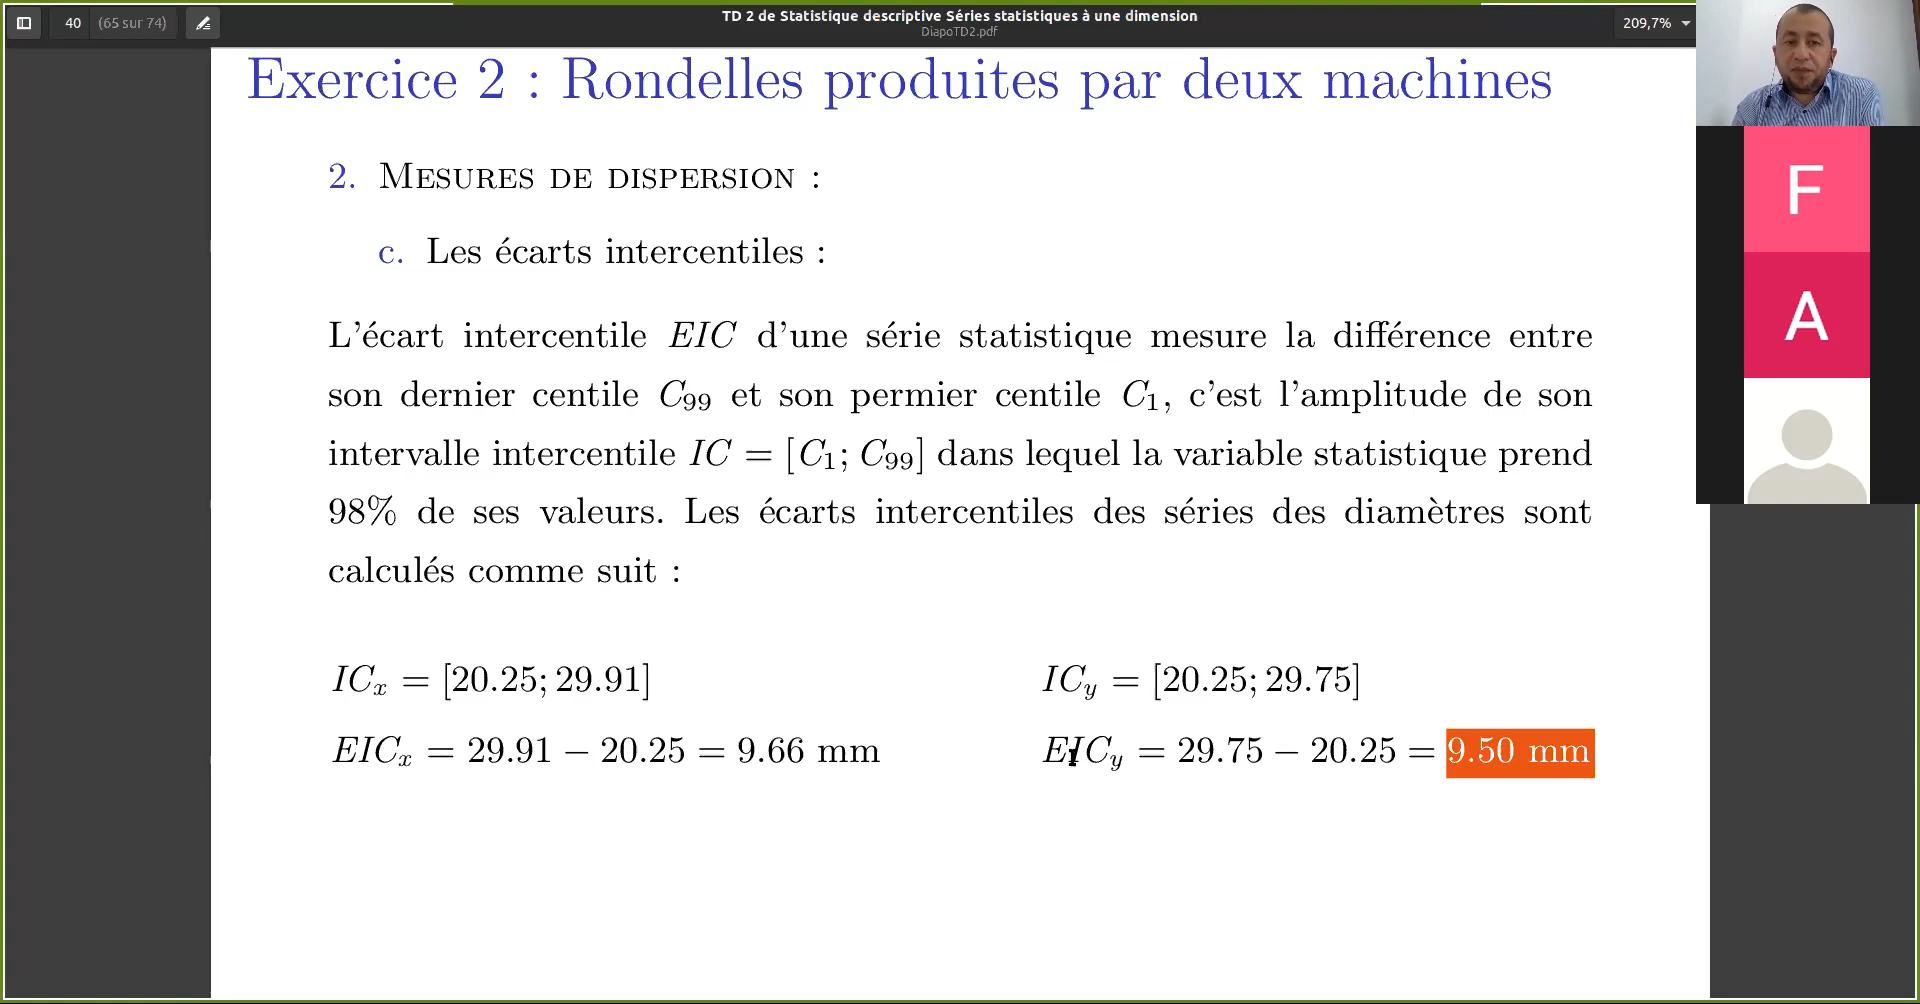 40 (65 sur 74)
TD 2 de Statistique descriptive Séries statistiques à une dimension
DiapoTD2.pdf
209,7%
Exercice 2 : Rondelles produites par deux machines
2. MESURES DE DISPERSION :
c. Les écarts intercentiles :
L'écart intercentile EIC d'une série statistique mesure la différence entre
son dernier centile C₉₉ et son permier centile C₁, c'est l'amplitude de son
intervalle intercentile IC = [C₁; C₉₉] dans lequel la variable statistique prend
98% de ses valeurs. Les écarts intercentiles des séries des diamètres sont
calculés comme suit :
ICₓ = [20.25; 29.91]
EICₓ = 29.91 − 20.25 = 9.66 mm
IC_y = [20.25; 29.75]
EIC_y = 29.75 − 20.25 = 9.50 mm
F
A